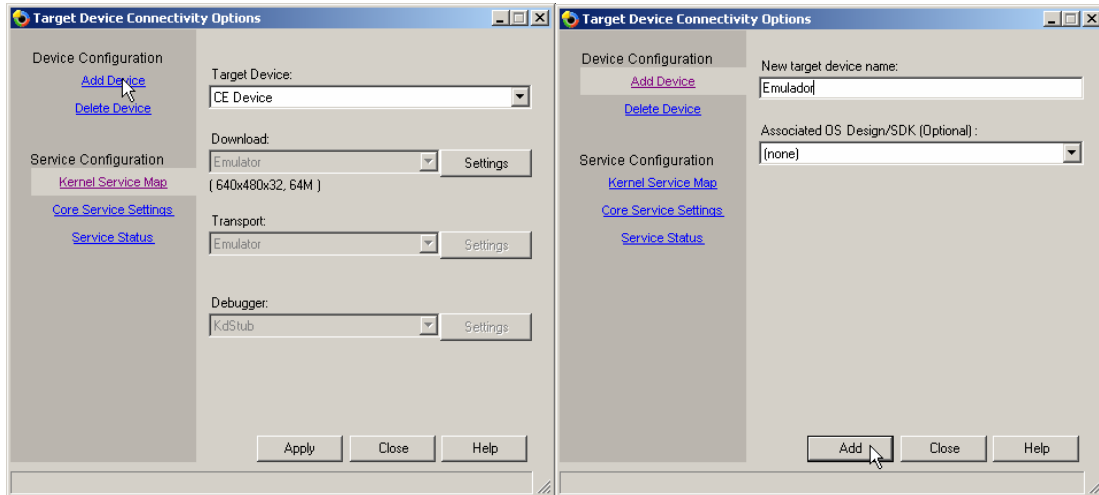 Target Device Connectivity Options
Device Configuration
Add Device
Delete Device
Service Configuration
Kernel Service Map
Core Service Settings
Service Status
Target Device:
CE Device
Download:
Emulator
Settings
( 640x480x32, 64M )
Transport:
Emulator
Settings
Debugger:
KdStub
Settings
Apply
Close
Help
Target Device Connectivity Options
Device Configuration
Add Device
Delete Device
Service Configuration
Kernel Service Map
Core Service Settings
Service Status
New target device name:
Emulador
Associated OS Design/SDK (Optional) :
(none)
Add
Close
Help